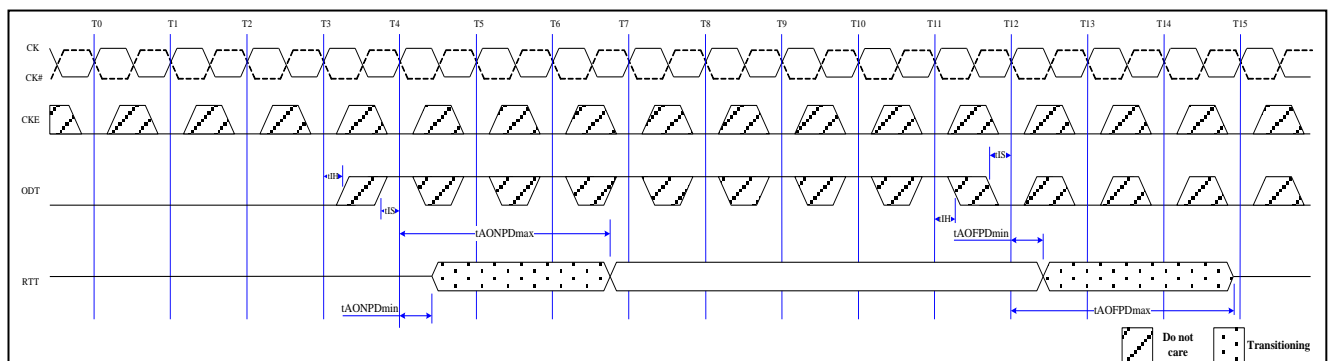 T0 T1 T2 T3 T4 T5 T6 T7 T8 T9 T10 T11 T12 T13 T14 T15
CK
CK#
CKE
tIS
ODT
tIH
tIS
tIH
tAONPDmax
tAOFPDmin
RTT
tAONPDmin
tAOFPDmax
Do not
care
Transitioning